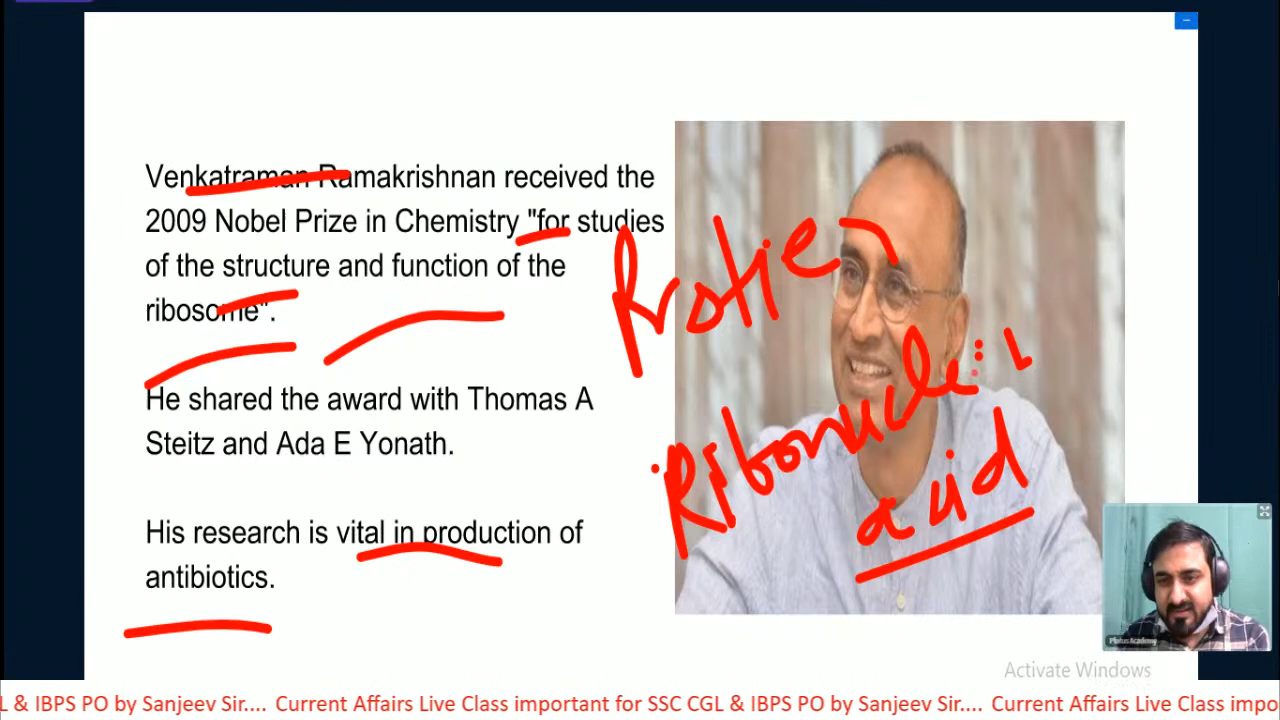 Venkatraman Ramakrishnan received the
2009 Nobel Prize in Chemistry "for studies
of the structure and function of the
ribosome".
He shared the award with Thomas A
Steitz and Ada E Yonath.
His research is vital in production of
antibiotics.
acid
Plutus Academy
Activate Windows
L & IBPS PO by Sanjeev Sir.... Current Affairs Live Class important for SSC CGL & IBPS PO by Sanjeev Sir.... Current Affairs Live Class impo